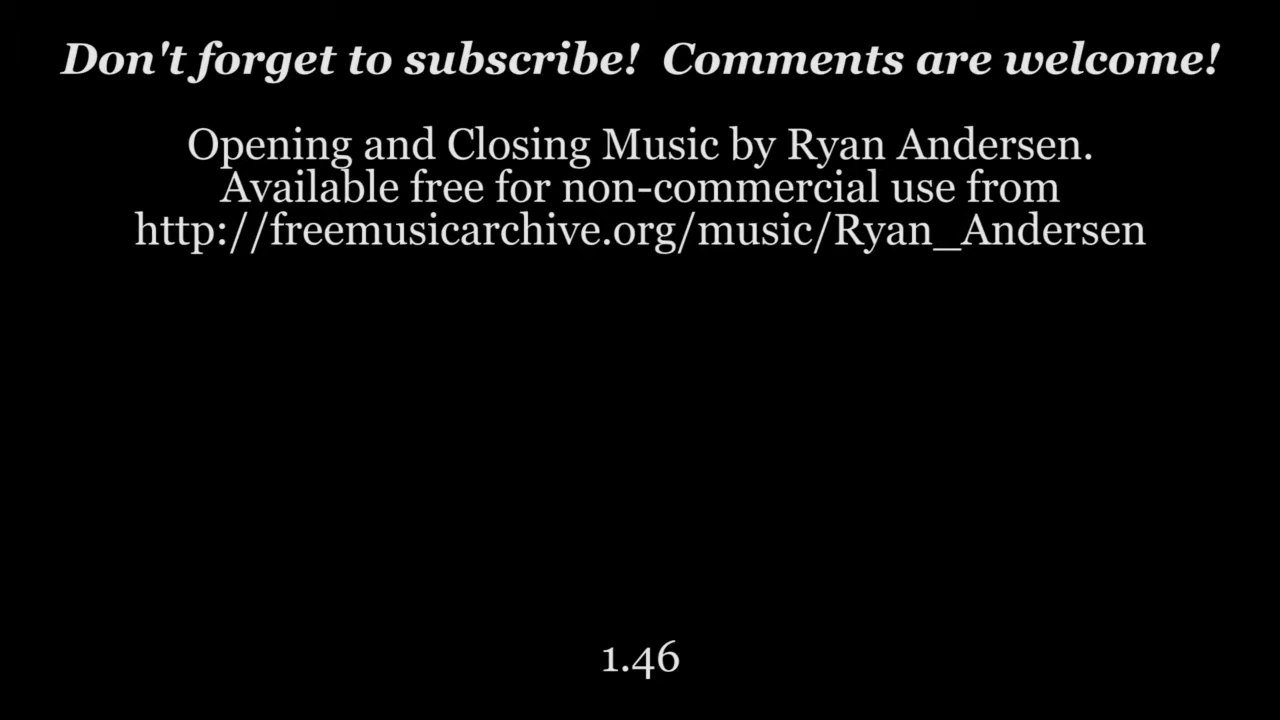 Don't forget to subscribe!  Comments are welcome!
Opening and Closing Music by Ryan Andersen.
Available free for non-commercial use from
http://freemusicarchive.org/music/Ryan_Andersen
1.46